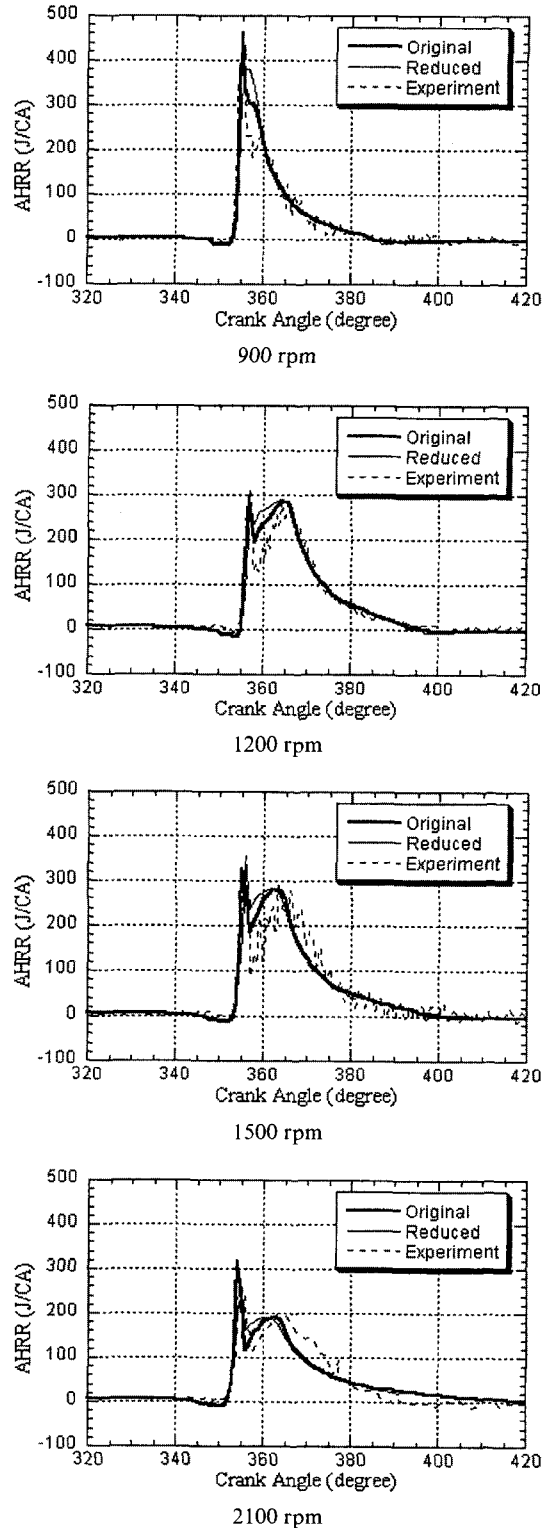 500
400
300
200
100
0
-100
AHRR (J/CA)
Original
Reduced
Experiment
320 340 360 380 400 420
Crank Angle (degree)
900 rpm
500
400
300
200
100
0
-100
AHRR (J/CA)
Original
Reduced
Experiment
320 340 360 380 400 420
Crank Angle (degree)
1200 rpm
500
400
300
200
100
0
-100
AHRR (J/CA)
Original
Reduced
Experiment
320 340 360 380 400 420
Crank Angle (degree)
1500 rpm
500
400
300
200
100
0
-100
AHRR (J/CA)
Original
Reduced
Experiment
320 340 360 380 400 420
Crank Angle (degree)
2100 rpm